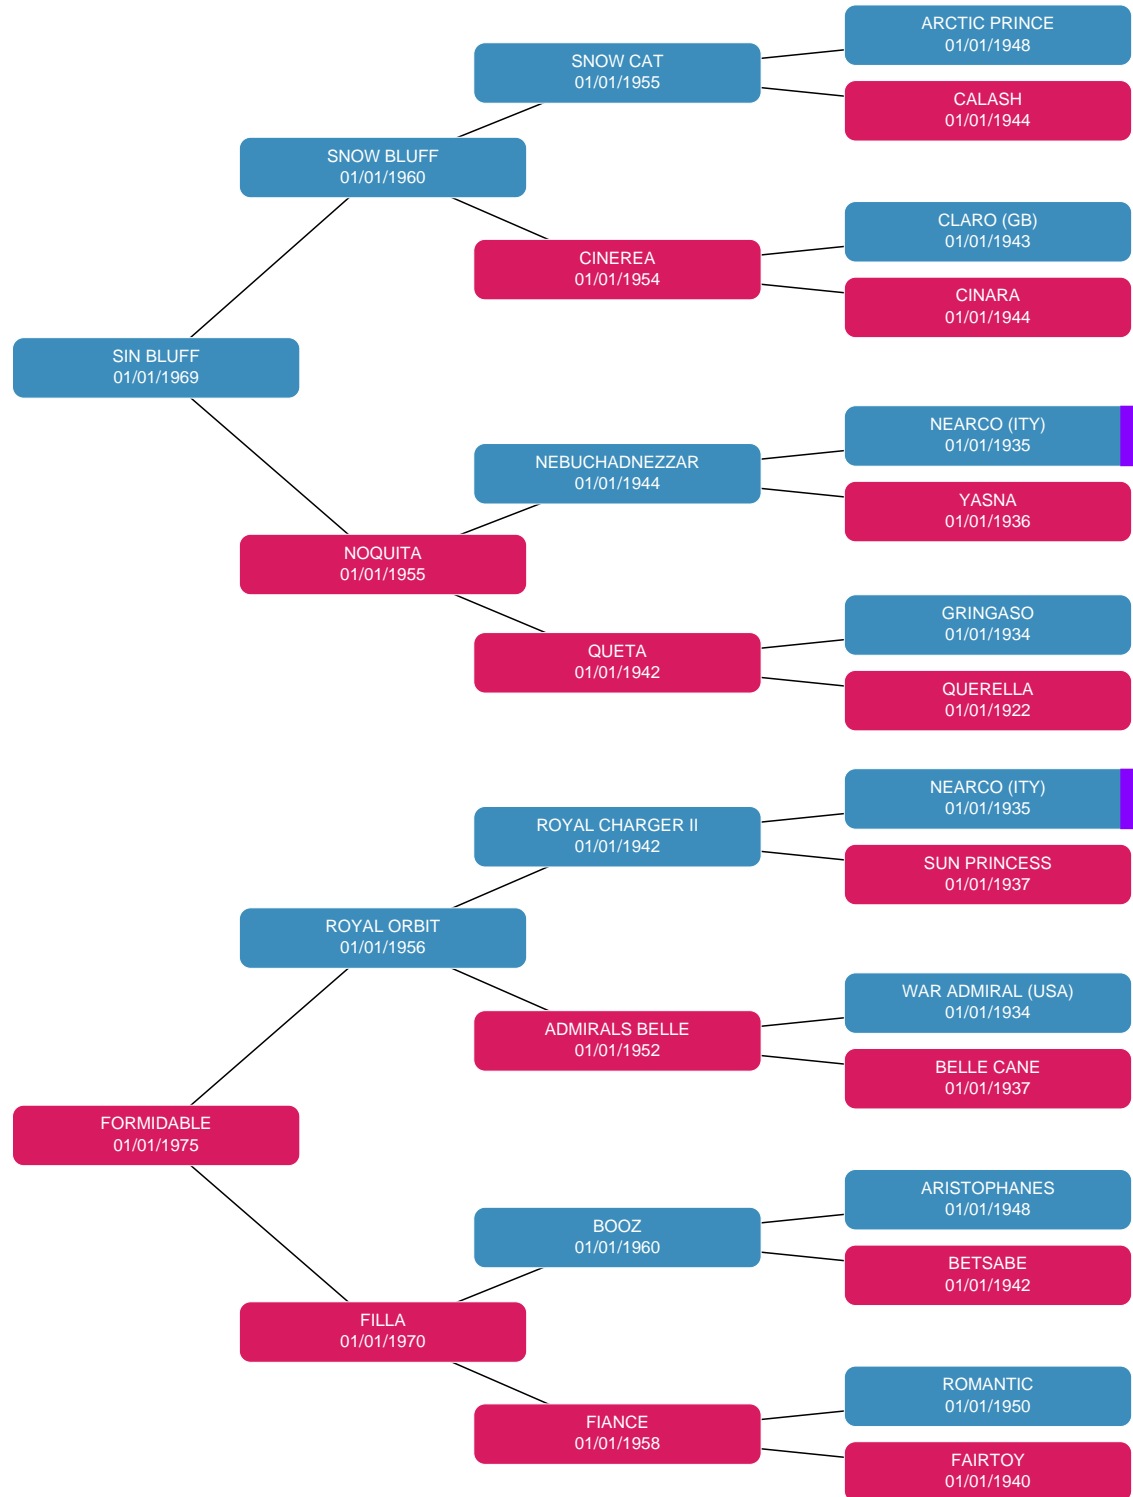 ARCTIC PRINCE
01/01/1948
SNOW CAT
01/01/1955
CALASH
01/01/1944
SNOW BLUFF
01/01/1960
CLARO (GB)
01/01/1943
CINEREA
01/01/1954
CINARA
01/01/1944
SIN BLUFF
01/01/1969
NEARCO (ITY)
01/01/1935
NEBUCHADNEZZAR
01/01/1944
YASNA
01/01/1936
NOQUITA
01/01/1955
GRINGASO
01/01/1934
QUETA
01/01/1942
QUERELLA
01/01/1922
NEARCO (ITY)
01/01/1935
ROYAL CHARGER II
01/01/1942
SUN PRINCESS
01/01/1937
ROYAL ORBIT
01/01/1956
WAR ADMIRAL (USA)
01/01/1934
ADMIRALS BELLE
01/01/1952
BELLE CANE
01/01/1937
FORMIDABLE
01/01/1975
ARISTOPHANES
01/01/1948
BOOZ
01/01/1960
BETSABE
01/01/1942
FILLA
01/01/1970
ROMANTIC
01/01/1950
FIANCE
01/01/1958
FAIRTOY
01/01/1940